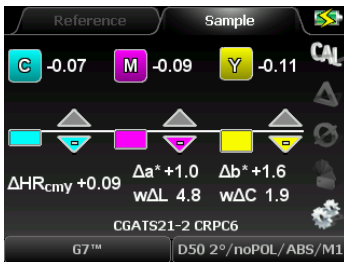 Reference Sample
C -0.07 M -0.09 Y -0.11 CAL
ΔHRcmy +0.09 Δa* +1.0 Δb* +1.6
wΔL 4.8 wΔC 1.9
CGATS21-2 CRPC6
G7™ D50 2°/noPOL/ABS/M1